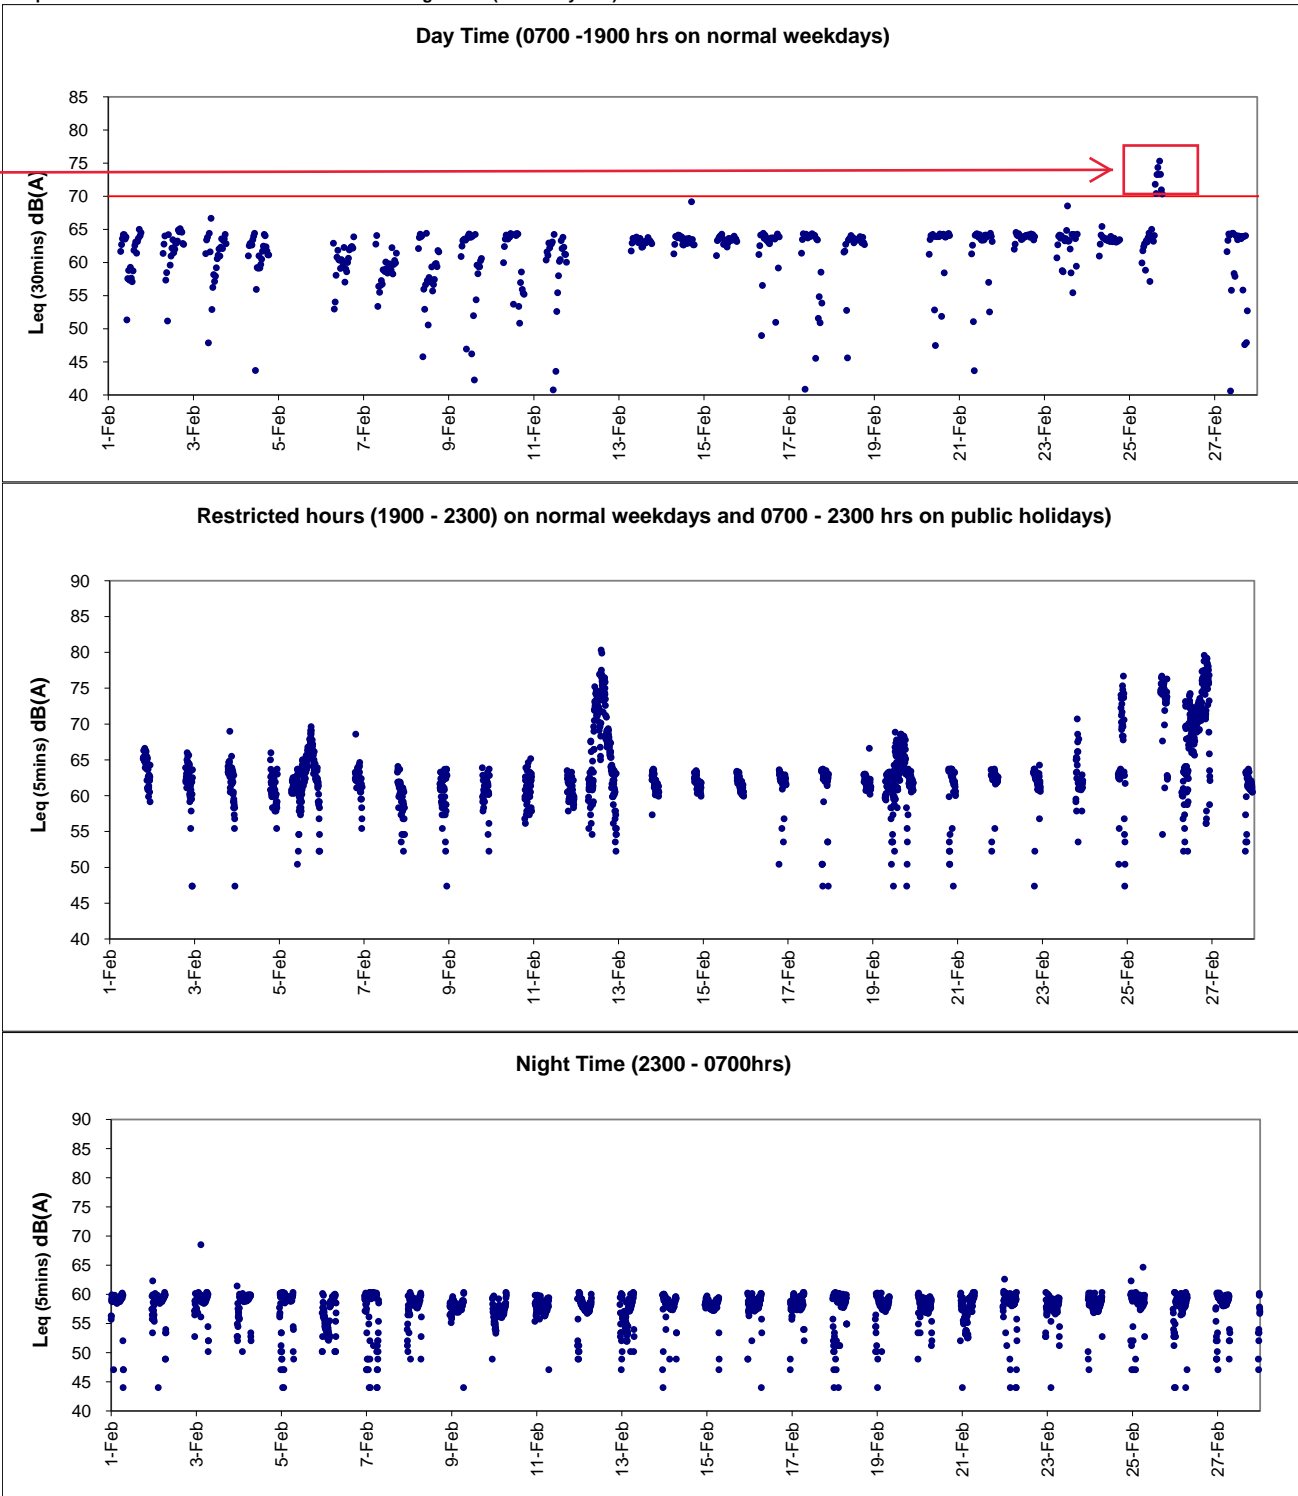 Day Time (0700 -1900 hrs on normal weekdays)
Leq (30mins) dB(A)
85
80
75
70
65
60
55
50
45
40
1-Feb
3-Feb
5-Feb
7-Feb
9-Feb
11-Feb
13-Feb
15-Feb
17-Feb
19-Feb
21-Feb
23-Feb
25-Feb
27-Feb
Restricted hours (1900 - 2300) on normal weekdays and 0700 - 2300 hrs on public holidays)
Leq (5mins) dB(A)
90
85
80
75
70
65
60
55
50
45
40
1-Feb
3-Feb
5-Feb
7-Feb
9-Feb
11-Feb
13-Feb
15-Feb
17-Feb
19-Feb
21-Feb
23-Feb
25-Feb
27-Feb
Night Time (2300 - 0700hrs)
Leq (5mins) dB(A)
90
85
80
75
70
65
60
55
50
45
40
1-Feb
3-Feb
5-Feb
7-Feb
9-Feb
11-Feb
13-Feb
15-Feb
17-Feb
19-Feb
21-Feb
23-Feb
25-Feb
27-Feb